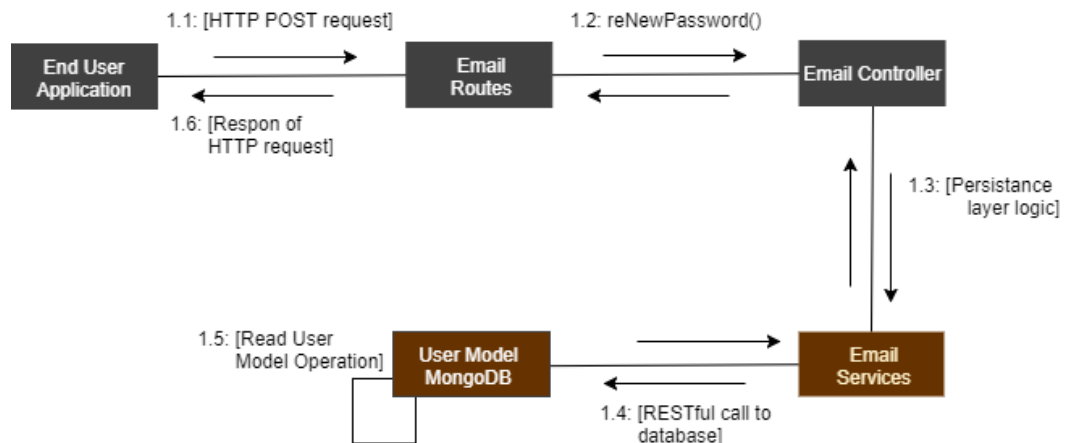 1.1: [HTTP POST request]
1.2: reNewPassword()
End User
Application
Email
Routes
Email Controller
1.6: [Respon of
HTTP request]
1.3: [Persistance
layer logic]
1.5: [Read User
Model Operation]
User Model
MongoDB
Email
Services
1.4: [RESTful call to
database]